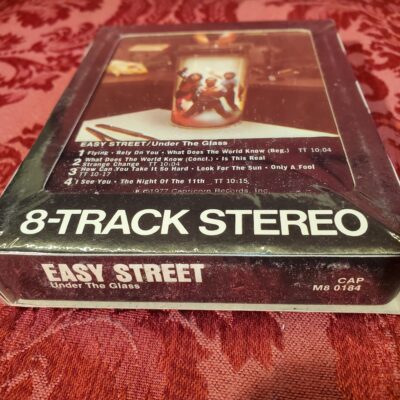 EASY STREET/Under The Glass
1 Flying · Rely On You · What Does The World Know (Beg.) TT 10:04
2 What Does The World Know (Concl.) · Is This Real
Strange Change TT 10:04
3 How Can You Take It So Hard · Look For The Sun · Only A Fool
TT 10:17
4 I See You · The Night Of The 11th TT 10:15
℗1977 Capricorn Records, Inc.
8-TRACK STEREO
EASY STREET
Under The Glass
CAP
M8 0184